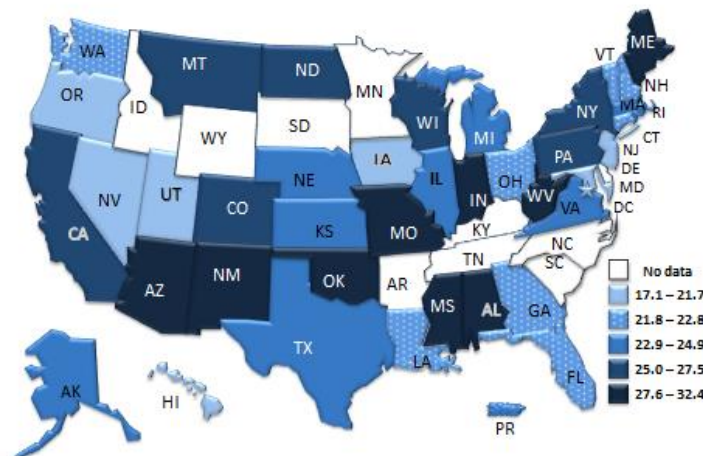 WA
MT
ND
MN
VT
ME
OR
ID
NH
MA
RI
NY
WY
SD
WI
MI
CT
PA
NJ
DE
MD
DC
IA
NE
OH
NV
UT
IL
IN
WV
VA
CO
CA
KS
MO
KY
NC
TN
SC
AZ
NM
OK
AR
MS
AL
GA
TX
LA
FL
AK
HI
PR
No data
17.1 – 21.7
21.8 – 22.8
22.9 – 24.9
25.0 – 27.5
27.6 – 32.4